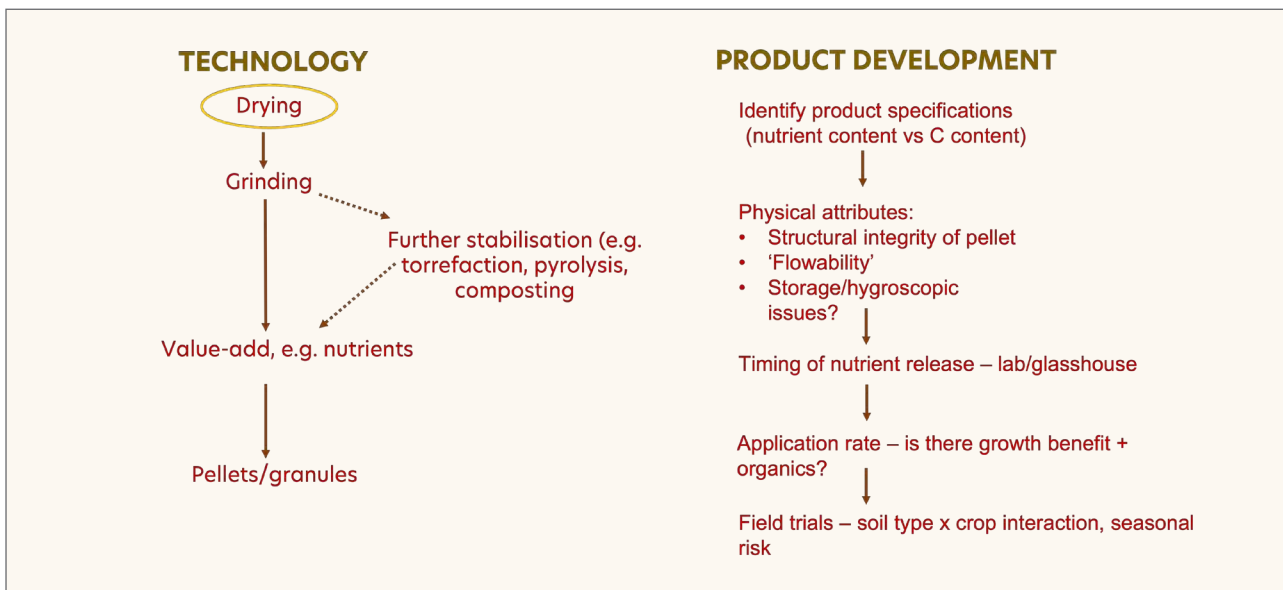 TECHNOLOGY
Drying
Grinding
Further stabilisation (e.g.
torrefaction, pyrolysis,
composting
Value-add, e.g. nutrients
Pellets/granules
PRODUCT DEVELOPMENT
Identify product specifications
(nutrient content vs C content)
Physical attributes:
• Structural integrity of pellet
• ‘Flowability’
• Storage/hygroscopic
issues?
Timing of nutrient release – lab/glasshouse
Application rate – is there growth benefit +
organics?
Field trials – soil type x crop interaction, seasonal
risk